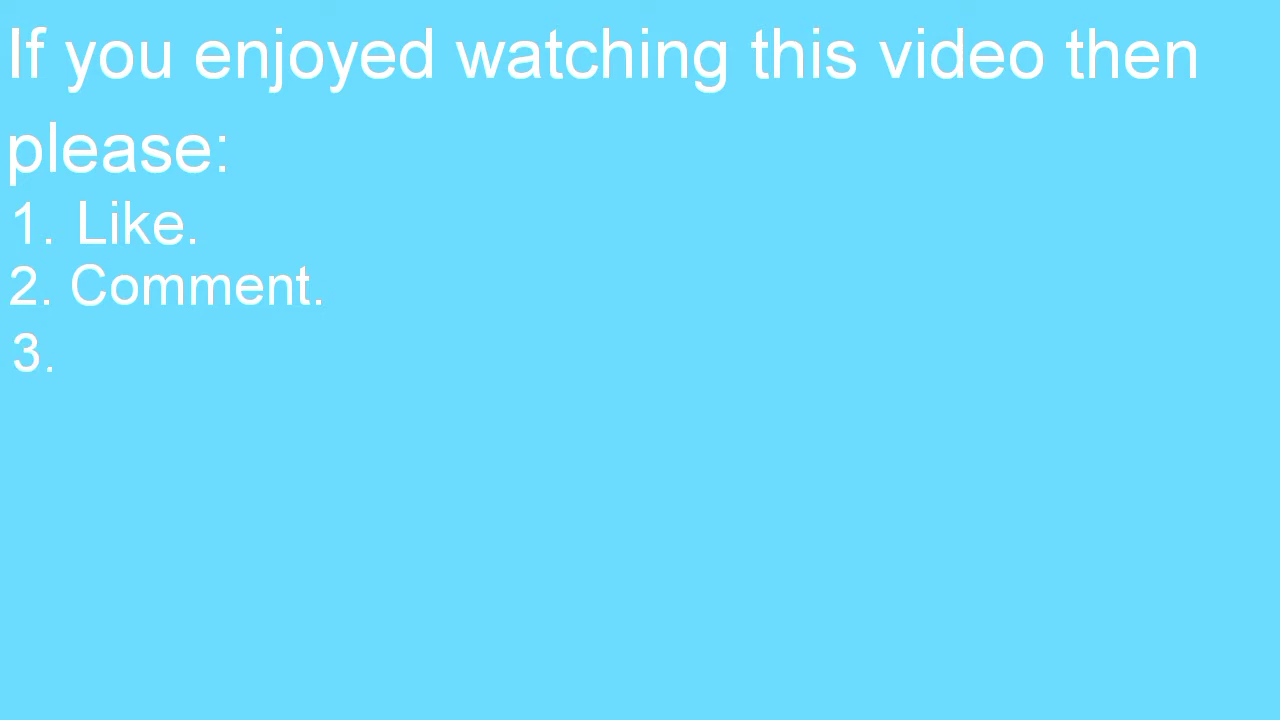 If you enjoyed watching this video then
please:
1. Like.
2. Comment.
3.